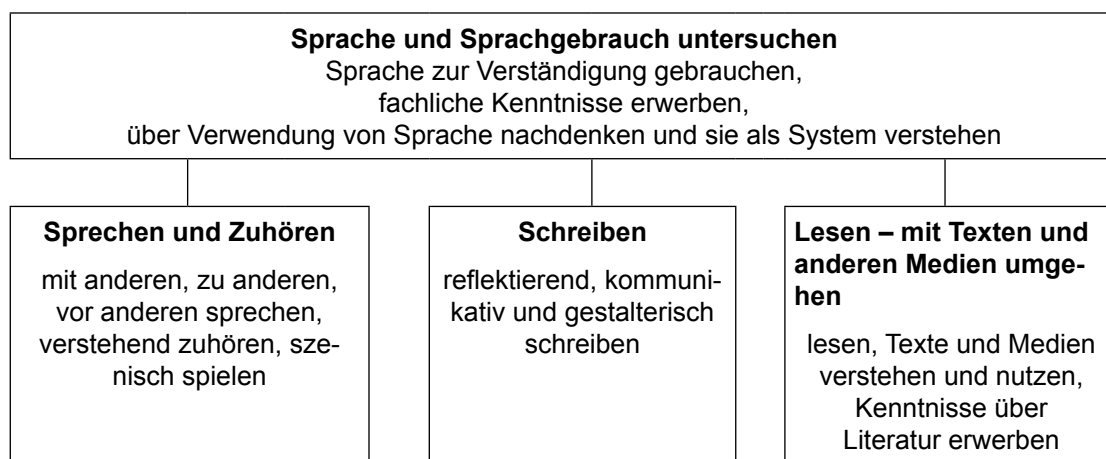 Sprache und Sprachgebrauch untersuchen
Sprache zur Verständigung gebrauchen,
fachliche Kenntnisse erwerben,
über Verwendung von Sprache nachdenken und sie als System verstehen
Sprechen und Zuhören
mit anderen, zu anderen,
vor anderen sprechen,
verstehend zuhören, sze-
nisch spielen
Schreiben
reflektierend, kommuni-
kativ und gestalterisch
schreiben
Lesen – mit Texten und
anderen Medien umge-
hen
lesen, Texte und Medien
verstehen und nutzen,
Kenntnisse über
Literatur erwerben